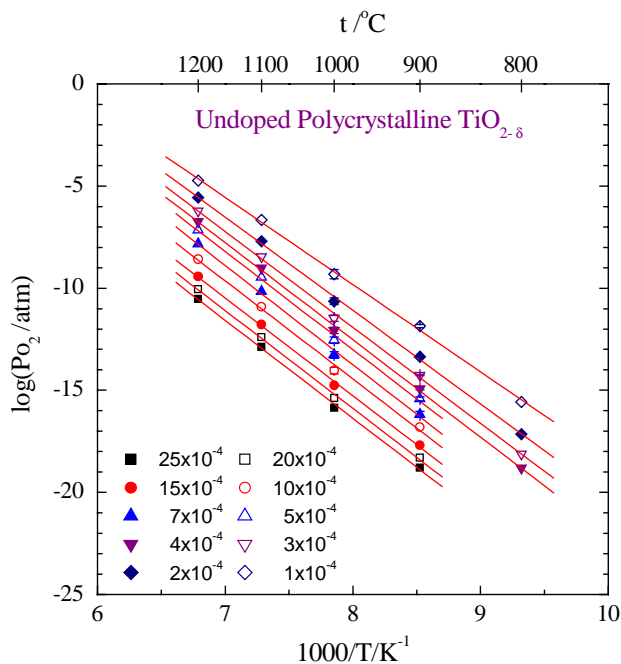 t /°C
1200 1100 1000 900 800
Undoped Polycrystalline TiO₂₋δ
log(Po₂ /atm)
0
-5
-10
-15
-20
-25
25x10⁻⁴ 20x10⁻⁴
15x10⁻⁴ 10x10⁻⁴
7x10⁻⁴ 5x10⁻⁴
4x10⁻⁴ 3x10⁻⁴
2x10⁻⁴ 1x10⁻⁴
6 7 8 9 10
1000/T/K⁻¹